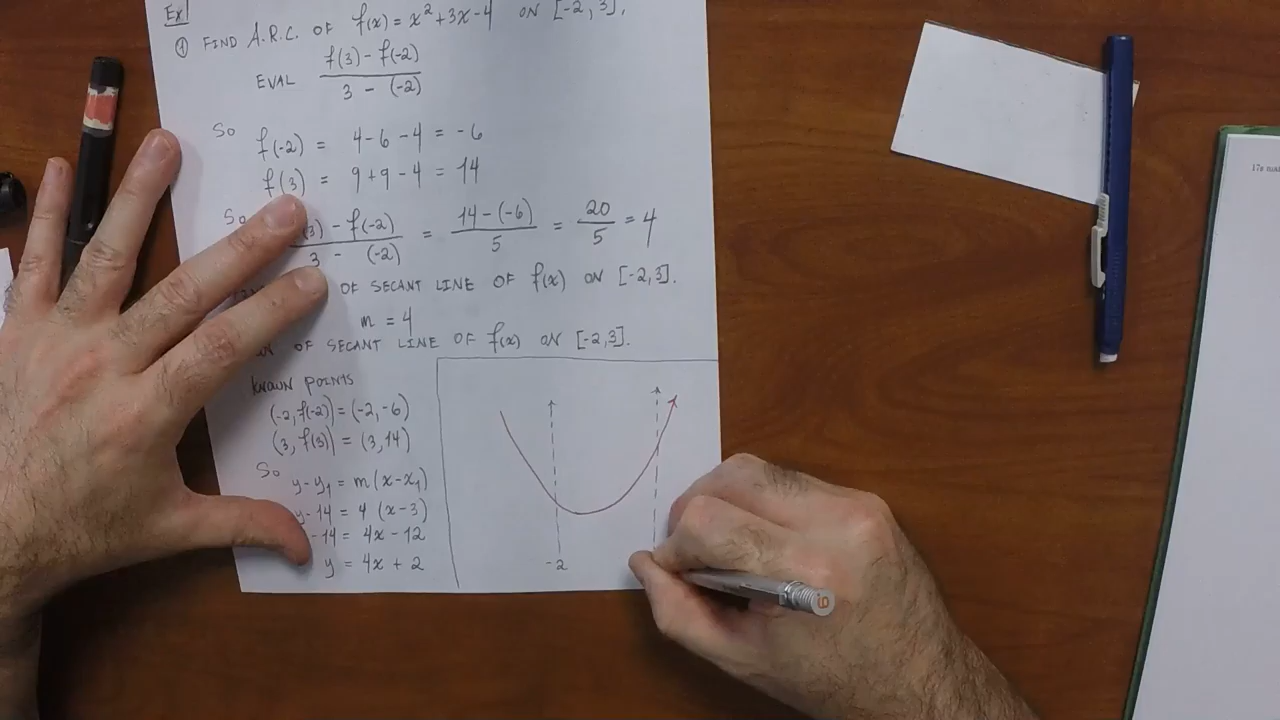 Ex
① FIND A.R.C. OF f(x) = x² + 3x - 4 ON [-2, 3].
EVAL f(3) - f(-2) / 3 - (-2)
So f(-2) = 4 - 6 - 4 = -6
f(3) = 9 + 9 - 4 = 14
So (3) - f(-2) / 3 - (-2) = 14 - (-6) / 5 = 20 / 5 = 4
OF SECANT LINE OF f(x) ON [-2, 3].
m = 4
OF SECANT LINE OF f(x) ON [-2,3].
KNOWN POINTS
(-2, f(-2)) = (-2, -6)
(3, f(3)) = (3, 14)
So y - y₁ = m(x - x₁)
y - 14 = 4 (x - 3)
- 14 = 4x - 12
y = 4x + 2
-2